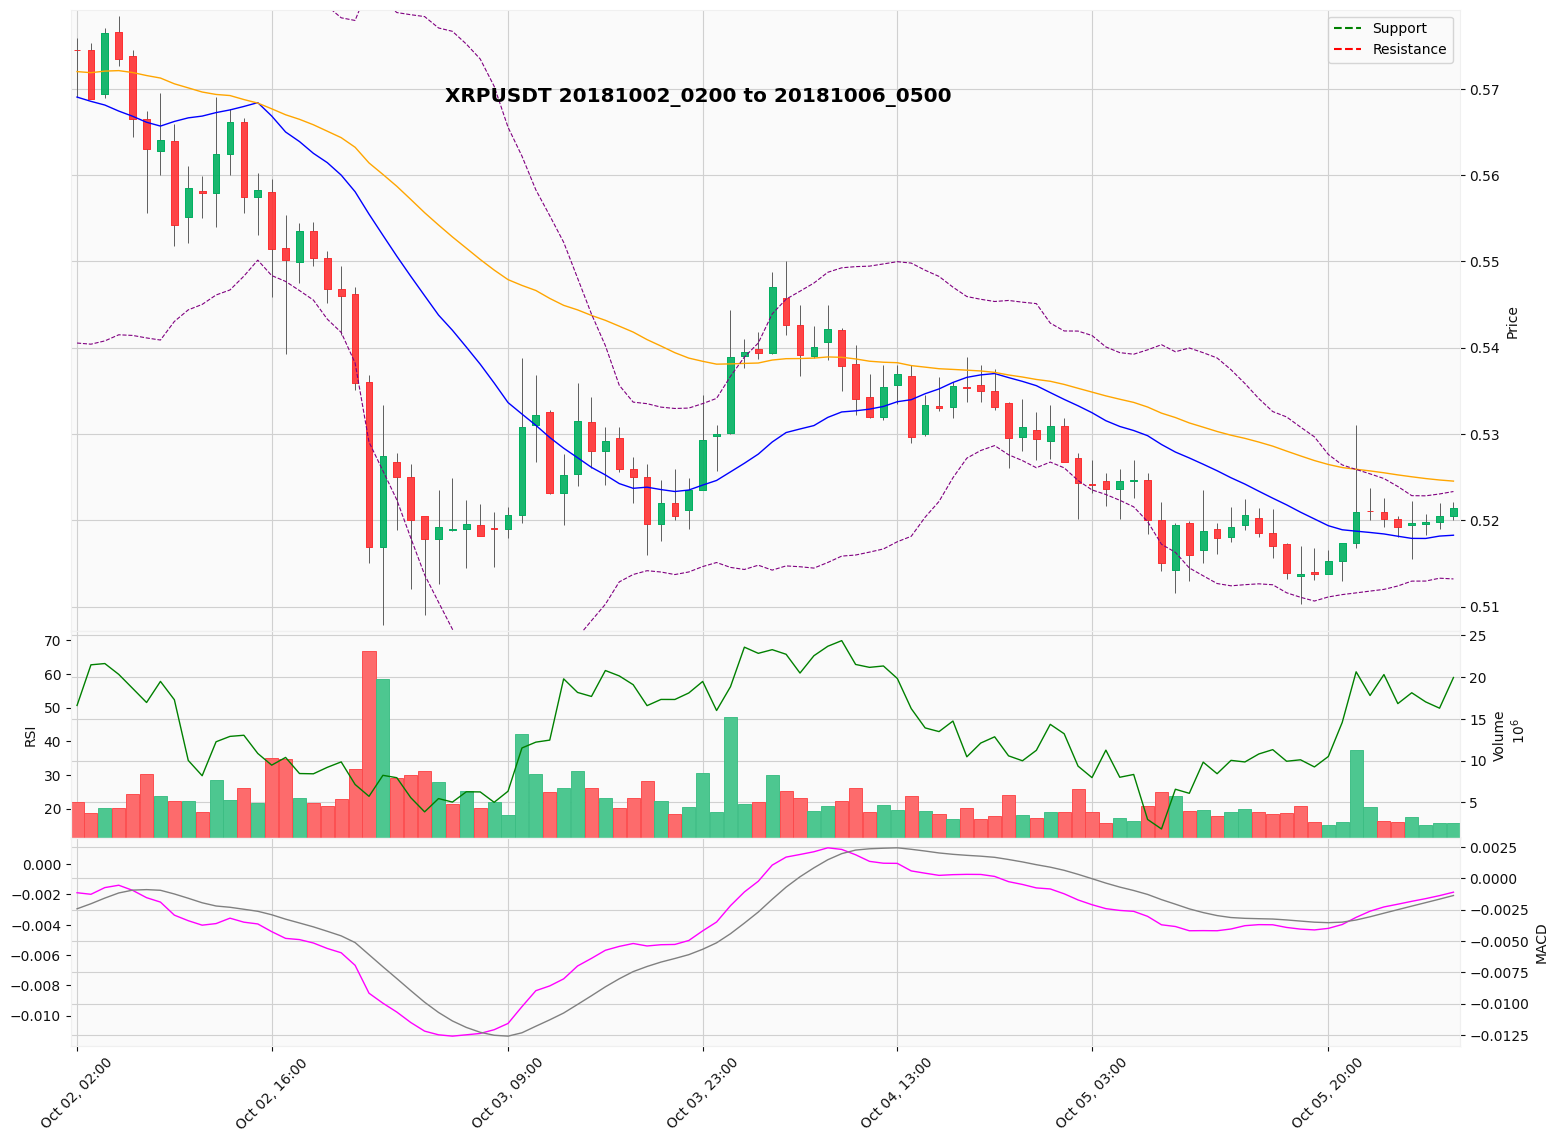 XRPUSDT 20181002_0200 to 20181006_0500
Support
Resistance
0.57
0.56
0.55
0.54
0.53
0.52
0.51
Price
70
60
50
40
30
20
RSI
25
20
15
10
5
Volume
10^6
0.000
−0.002
−0.004
−0.006
−0.008
−0.010
0.0025
0.0000
−0.0025
−0.0050
−0.0075
−0.0100
−0.0125
MACD
Oct 02, 02:00
Oct 02, 16:00
Oct 03, 09:00
Oct 03, 23:00
Oct 04, 13:00
Oct 05, 03:00
Oct 05, 20:00